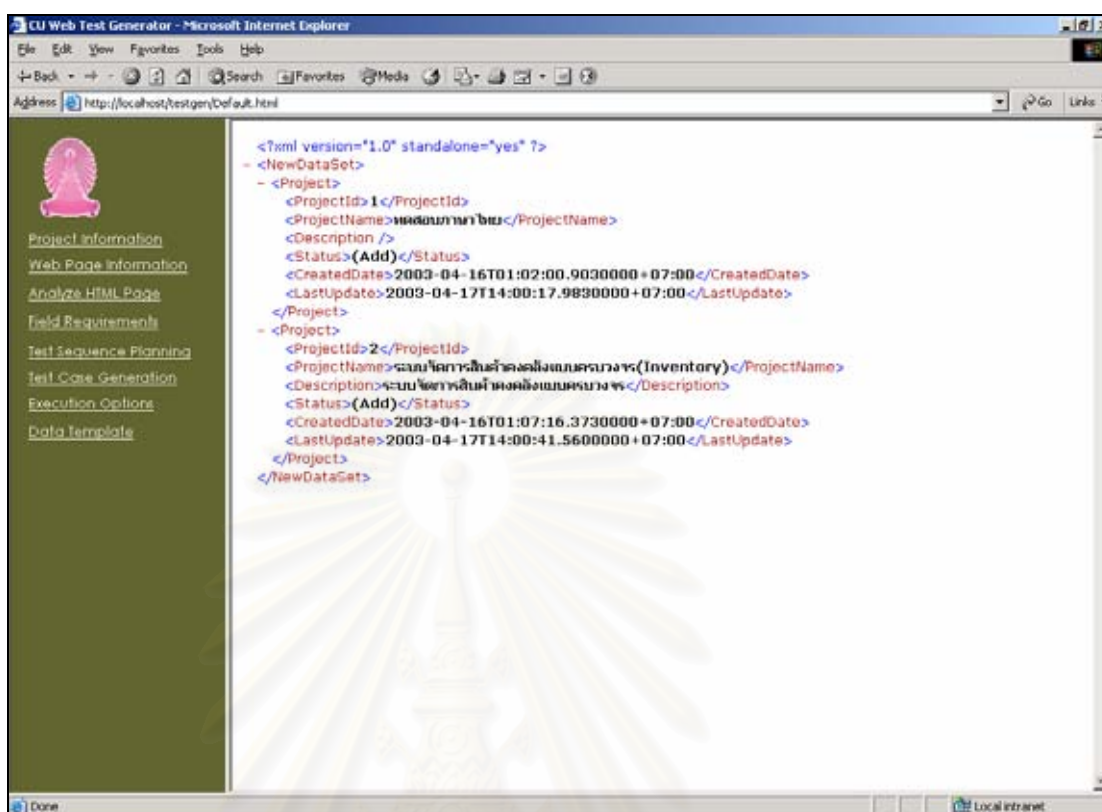 CU Web Test Generator - Microsoft Internet Explorer
File Edit View Favorites Tools Help
Back Search Favorites Media
Address http://localhost/testgen/Default.html Go Links
Project Information
Web Page Information
Analyze HTML Page
Field Requirements
Test Sequence Planning
Test Case Generation
Execution Options
Data Template
<?xml version="1.0" standalone="yes" ?>
- <NewDataSet>
- <Project>
<ProjectId>1</ProjectId>
<ProjectName>ทดสอบภาษาไทย</ProjectName>
<Description />
<Status>(Add)</Status>
<CreatedDate>2003-04-16T01:02:00.9030000+07:00</CreatedDate>
<LastUpdate>2003-04-17T14:00:17.9830000+07:00</LastUpdate>
</Project>
- <Project>
<ProjectId>2</ProjectId>
<ProjectName>ระบบจัดการสินค้าคงคลังแบบครบวงจร(Inventory)</ProjectName>
<Description>ระบบจัดการสินค้าคงคลังแบบครบวงจร</Description>
<Status>(Add)</Status>
<CreatedDate>2003-04-16T01:07:16.3730000+07:00</CreatedDate>
<LastUpdate>2003-04-17T14:00:41.5600000+07:00</LastUpdate>
</Project>
</NewDataSet>
Done Local intranet